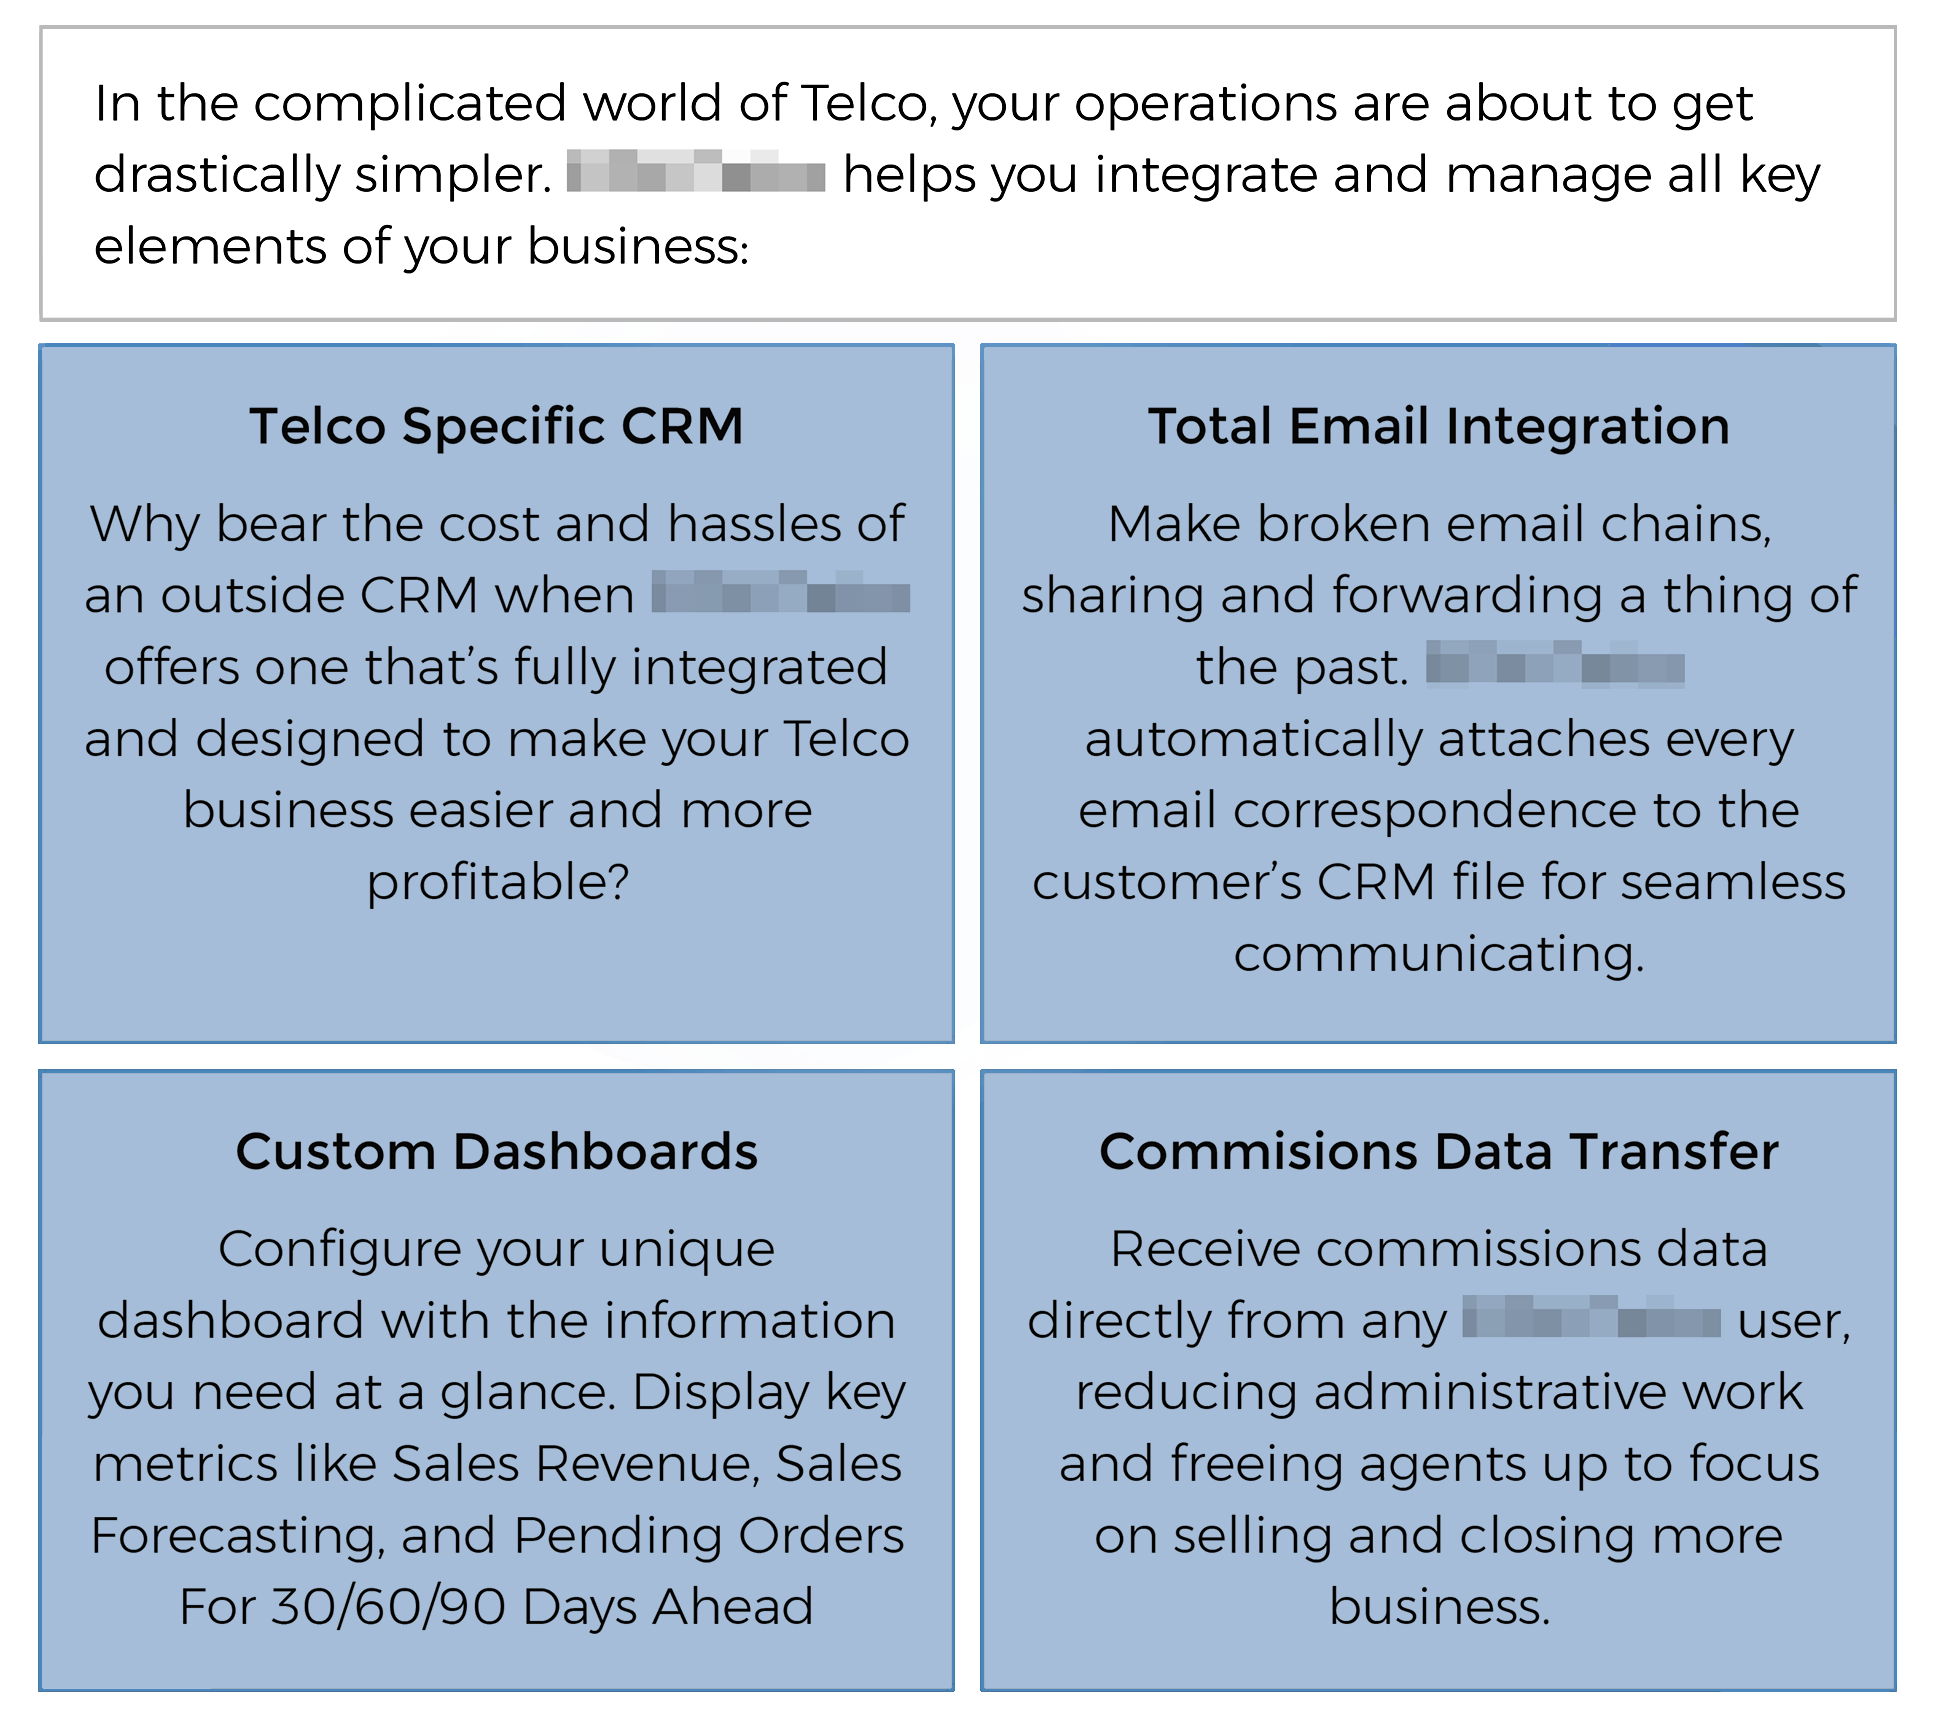 In the complicated world of Telco, your operations are about to get
drastically simpler. helps you integrate and manage all key
elements of your business:
Telco Specific CRM
Why bear the cost and hassles of
an outside CRM when
offers one that’s fully integrated
and designed to make your Telco
business easier and more
profitable?
Total Email Integration
Make broken email chains,
sharing and forwarding a thing of
the past.
automatically attaches every
email correspondence to the
customer’s CRM file for seamless
communicating.
Custom Dashboards
Configure your unique
dashboard with the information
you need at a glance. Display key
metrics like Sales Revenue, Sales
Forecasting, and Pending Orders
For 30/60/90 Days Ahead
Commisions Data Transfer
Receive commissions data
directly from any user,
reducing administrative work
and freeing agents up to focus
on selling and closing more
business.